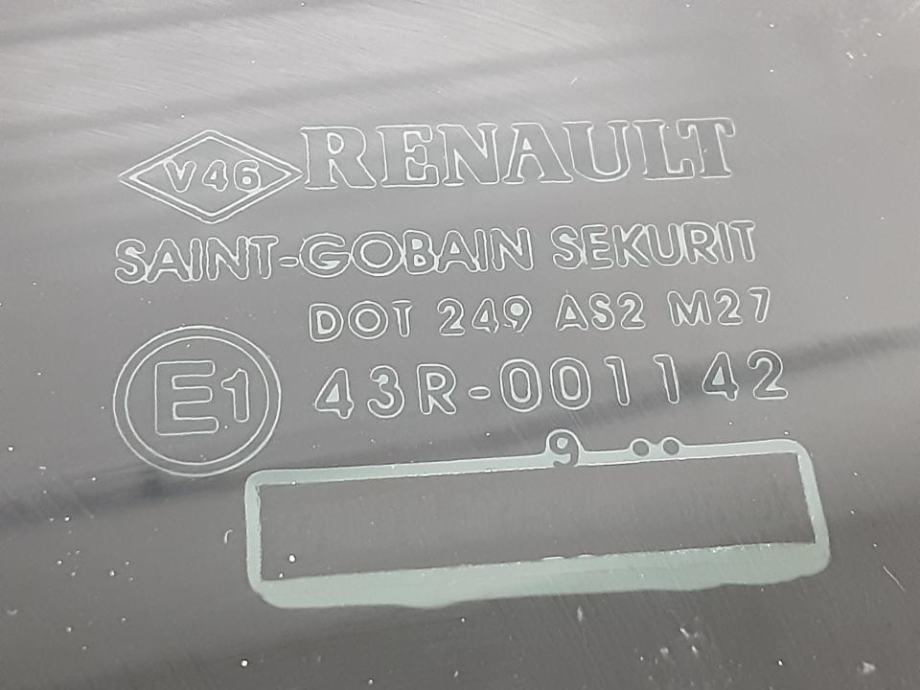 V46 RENAULT
SAINT-GOBAIN SEKURIT
DOT 249 AS2 M27
E1 43R-001142
9 ••